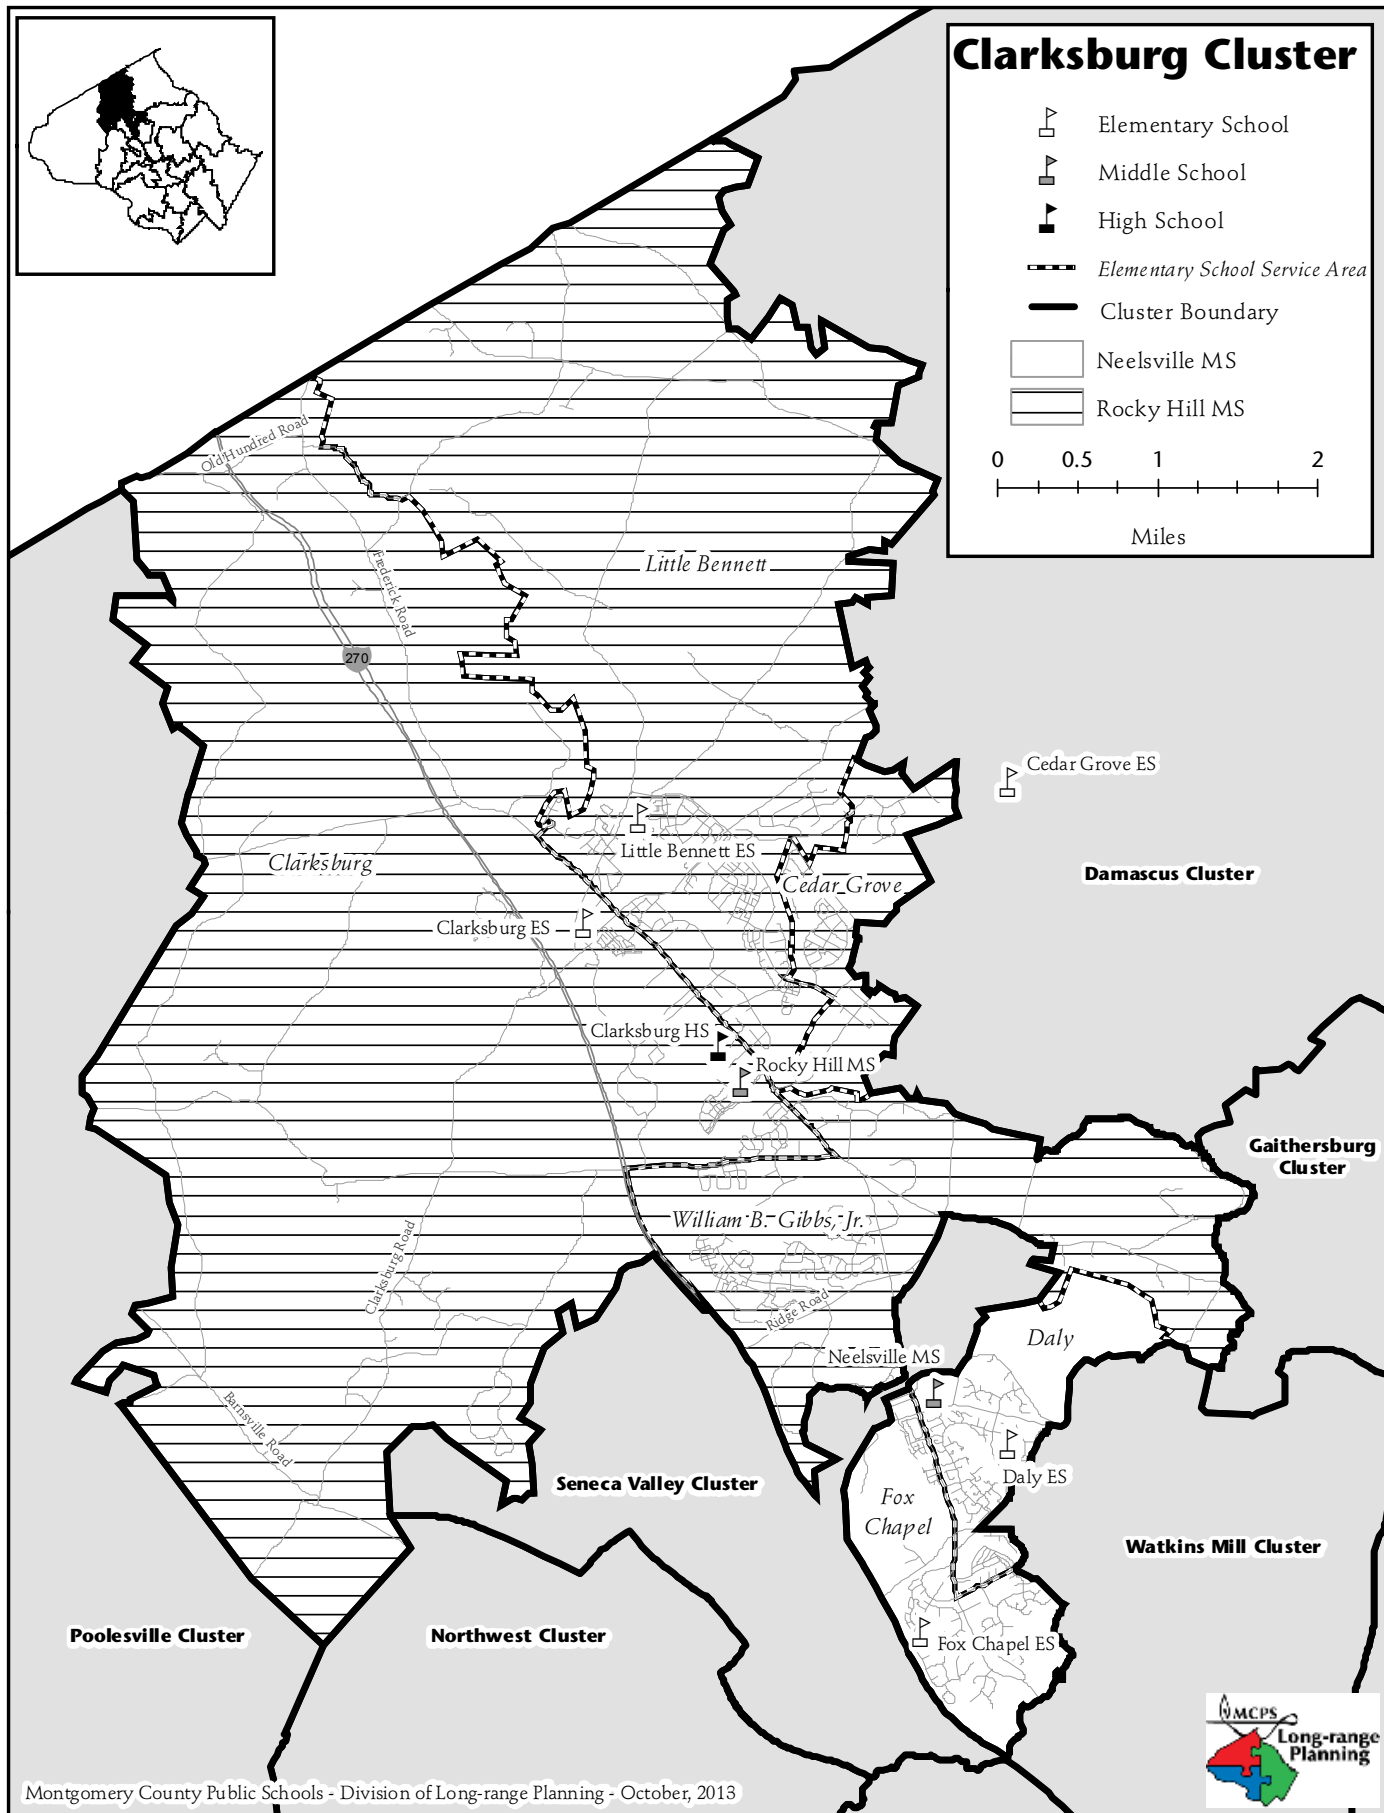 Clarksburg Cluster
Elementary School
Middle School
High School
Elementary School Service Area
Cluster Boundary
Neelsville MS
Rocky Hill MS
0 0.5 1 2
Miles
Old Hundred Road
Frederick Road
270
Little Bennett
Cedar Grove ES
Little Bennett ES
Clarksburg
Cedar Grove
Damascus Cluster
Clarksburg ES
Clarksburg HS
Rocky Hill MS
Gaithersburg
Cluster
William B. Gibbs, Jr.
Clarksburg Road
Ridge Road
Daly
Neelsville MS
Barnsville Road
Daly ES
Seneca Valley Cluster
Fox
Chapel
Watkins Mill Cluster
Poolesville Cluster
Northwest Cluster
Fox Chapel ES
MCPS
Long-range
Planning
Montgomery County Public Schools - Division of Long-range Planning - October, 2013